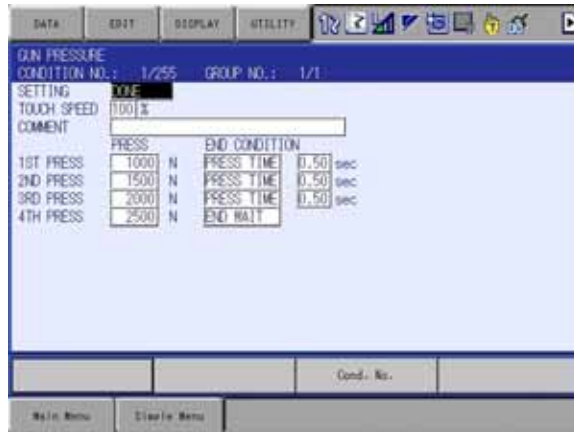 DATA EDIT DISPLAY UTILITY
GUN PRESSURE
CONDITION NO.: 1/255 GROUP NO.: 1/1
SETTING DONE
TOUCH SPEED 100 %
COMMENT
PRESS END CONDITION
1ST PRESS 1000 N PRESS TIME 0.50 sec
2ND PRESS 1500 N PRESS TIME 0.50 sec
3RD PRESS 2000 N PRESS TIME 0.50 sec
4TH PRESS 2500 N END WAIT
Cond. No.
Main Menu Simple Menu